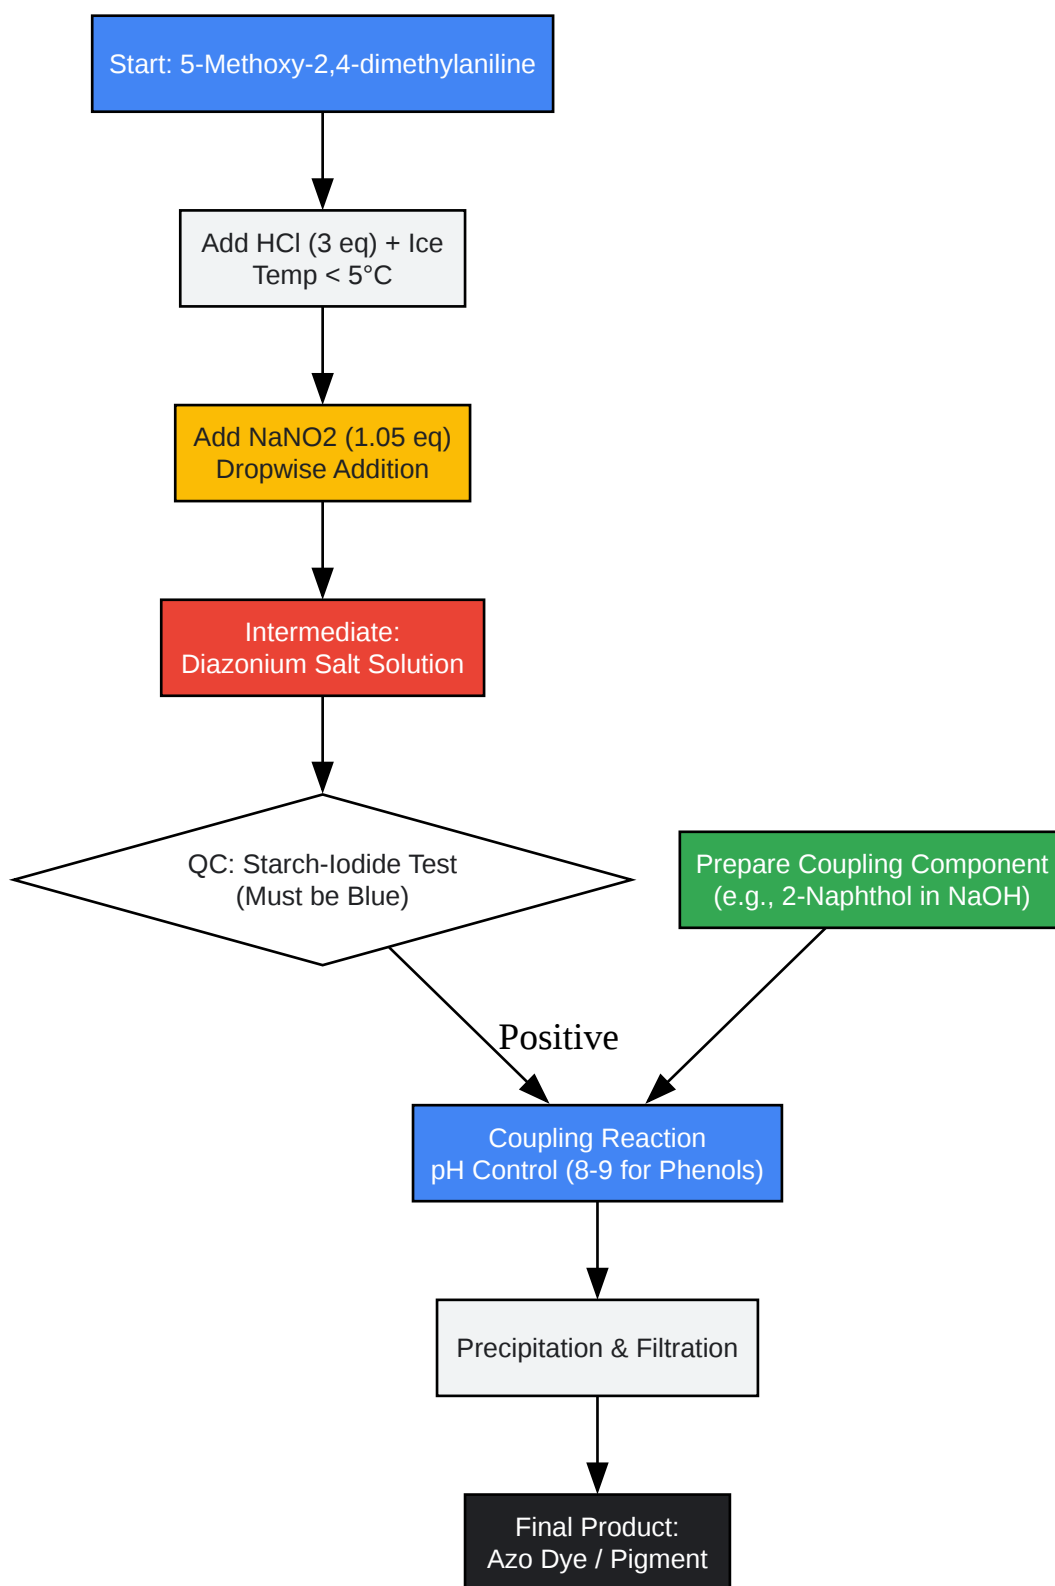 Start: 5-Methoxy-2,4-dimethylaniline
Add HCl (3 eq) + Ice
Temp < 5°C
Add NaNO2 (1.05 eq)
Dropwise Addition
Intermediate:
Diazonium Salt Solution
QC: Starch-Iodide Test
(Must be Blue)
Prepare Coupling Component
(e.g., 2-Naphthol in NaOH)
Positive
Coupling Reaction
pH Control (8-9 for Phenols)
Precipitation & Filtration
Final Product:
Azo Dye / Pigment